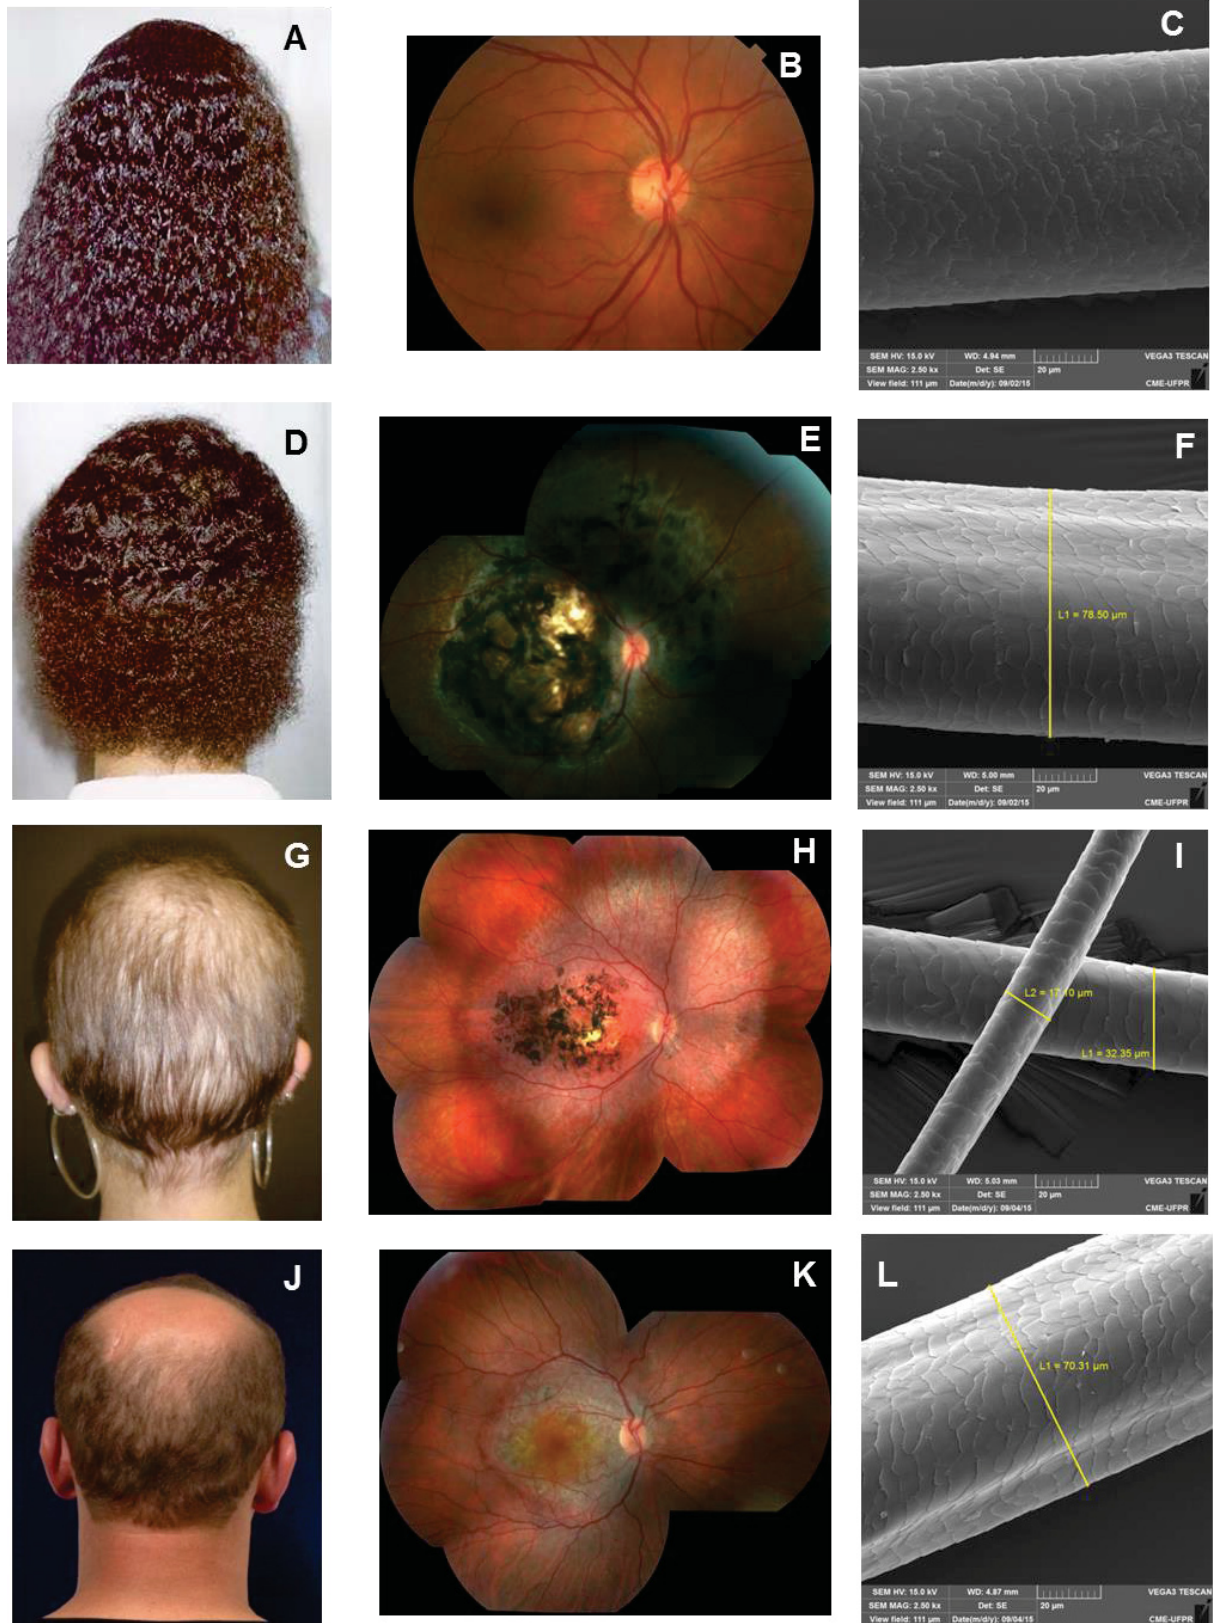 A
B
C
SEM HV: 15.0 kV WD: 4.94 mm VEGA3 TESCAN
SEM MAG: 2.50 kx Det: SE 20 µm
View field: 111 µm Date(m/d/y): 09/02/15 CME-UFPR
D
E
F
L1 = 78.50 µm
SEM HV: 15.0 kV WD: 5.00 mm VEGA3 TESCAN
SEM MAG: 2.50 kx Det: SE 20 µm
View field: 111 µm Date(m/d/y): 09/02/15 CME-UFPR
G
H
I
L2 = 17.10 µm
L1 = 32.35 µm
SEM HV: 15.0 kV WD: 5.03 mm VEGA3 TESCAN
SEM MAG: 2.50 kx Det: SE 20 µm
View field: 111 µm Date(m/d/y): 09/04/15 CME-UFPR
J
K
L
L1 = 70.31 µm
SEM HV: 15.0 kV WD: 4.87 mm VEGA3 TESCAN
SEM MAG: 2.50 kx Det: SE 20 µm
View field: 111 µm Date(m/d/y): 09/04/15 CME-UFPR